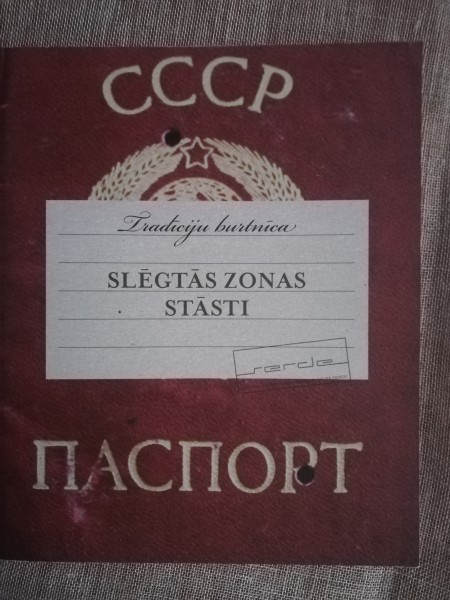 СССР
Tradīciju burtnīca
SLĒGTĀS ZONAS
STĀSTI
serde
ПАСПОРТ